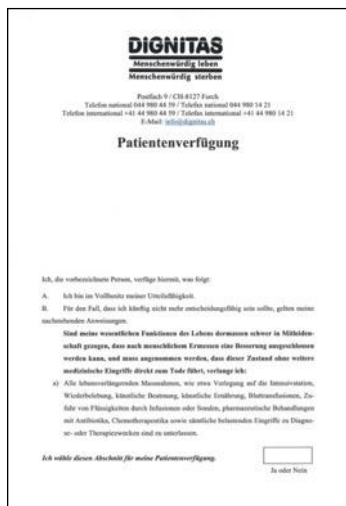 DIGNITAS
Menschenwürdig leben
Menschenwürdig sterben
Postfach 9 / CH-8127 Forch
Telefon national 044 980 44 59 / Telefax national 044 980 14 21
Telefon international +41 44 980 44 59 / Telefax international +41 44 980 14 21
E-Mail: info@dignitas.ch
Patientenverfügung
Ich, die vorbezeichnete Person, verfüge hiermit, was folgt:
A. Ich bin im Vollbesitz meiner Urteilsfähigkeit.
B. Für den Fall, dass ich künftig nicht mehr entscheidungsfähig sein sollte, gelten meine
nachstehenden Anweisungen.
Sind meine wesentlichen Funktionen des Lebens dermassen schwer in Mitleiden-
schaft gezogen, dass nach menschlichem Ermessen eine Besserung ausgeschlossen
werden kann, und muss angenommen werden, dass dieser Zustand ohne weitere
medizinische Eingriffe direkt zum Tode führt, verlange ich:
a) Alle lebensverlängernden Massnahmen, wie etwa Verlegung auf die Intensivstation,
Wiederbelebung, künstliche Beatmung, künstliche Ernährung, Bluttransfusionen, Zu-
fuhr von Flüssigkeiten durch Infusionen oder Sonden, pharmazeutische Behandlungen
mit Antibiotika, Chemotherapeutika sowie sämtliche belastenden Eingriffe zu Diagno-
se- oder Therapiezwecken sind zu unterlassen.
Ich wähle diesen Abschnitt für meine Patientenverfügung.
Ja oder Nein